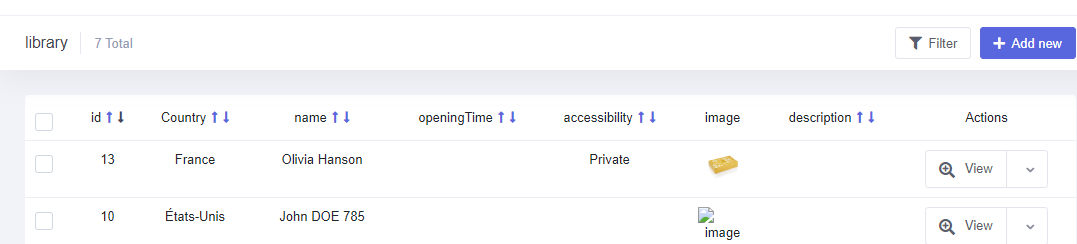 library 7 Total Filter Add new
id Country name openingTime accessibility image description Actions
13 France Olivia Hanson Private View
10 États-Unis John DOE 785 image View